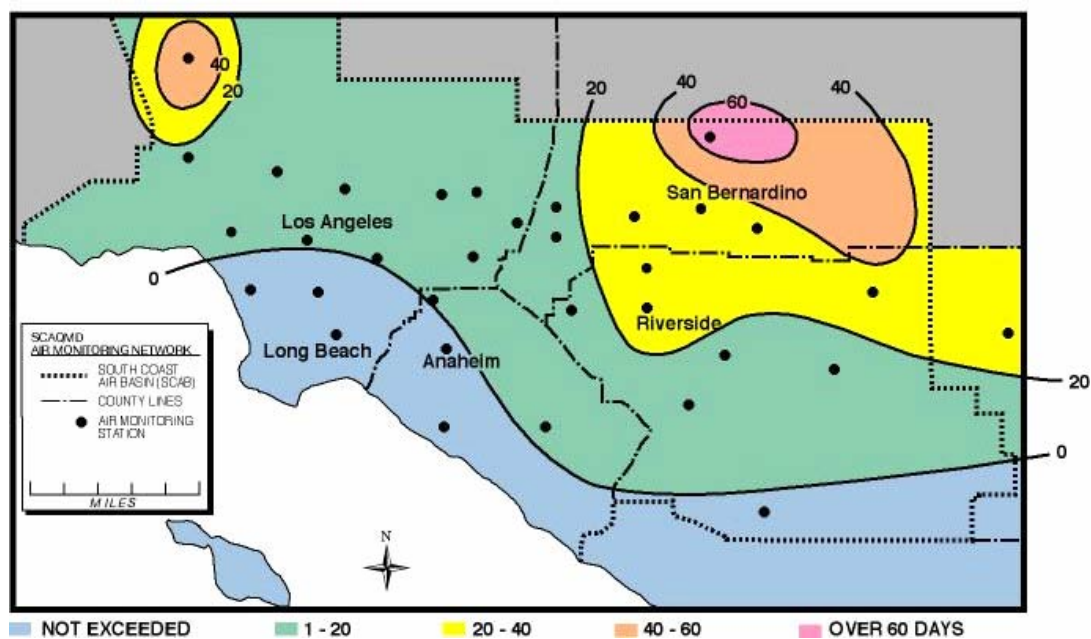 40
20
20
40
60
40
San Bernardino
Los Angeles
0
Riverside
Long Beach
Anaheim
20
0
SCAQMD
AIR MONITORING NETWORK
SOUTH COAST
AIR BASIN (SCAB)
COUNTY LINES
AIR MONITORING
STATION
MILES
N
NOT EXCEEDED
1 - 20
20 - 40
40 - 60
OVER 60 DAYS